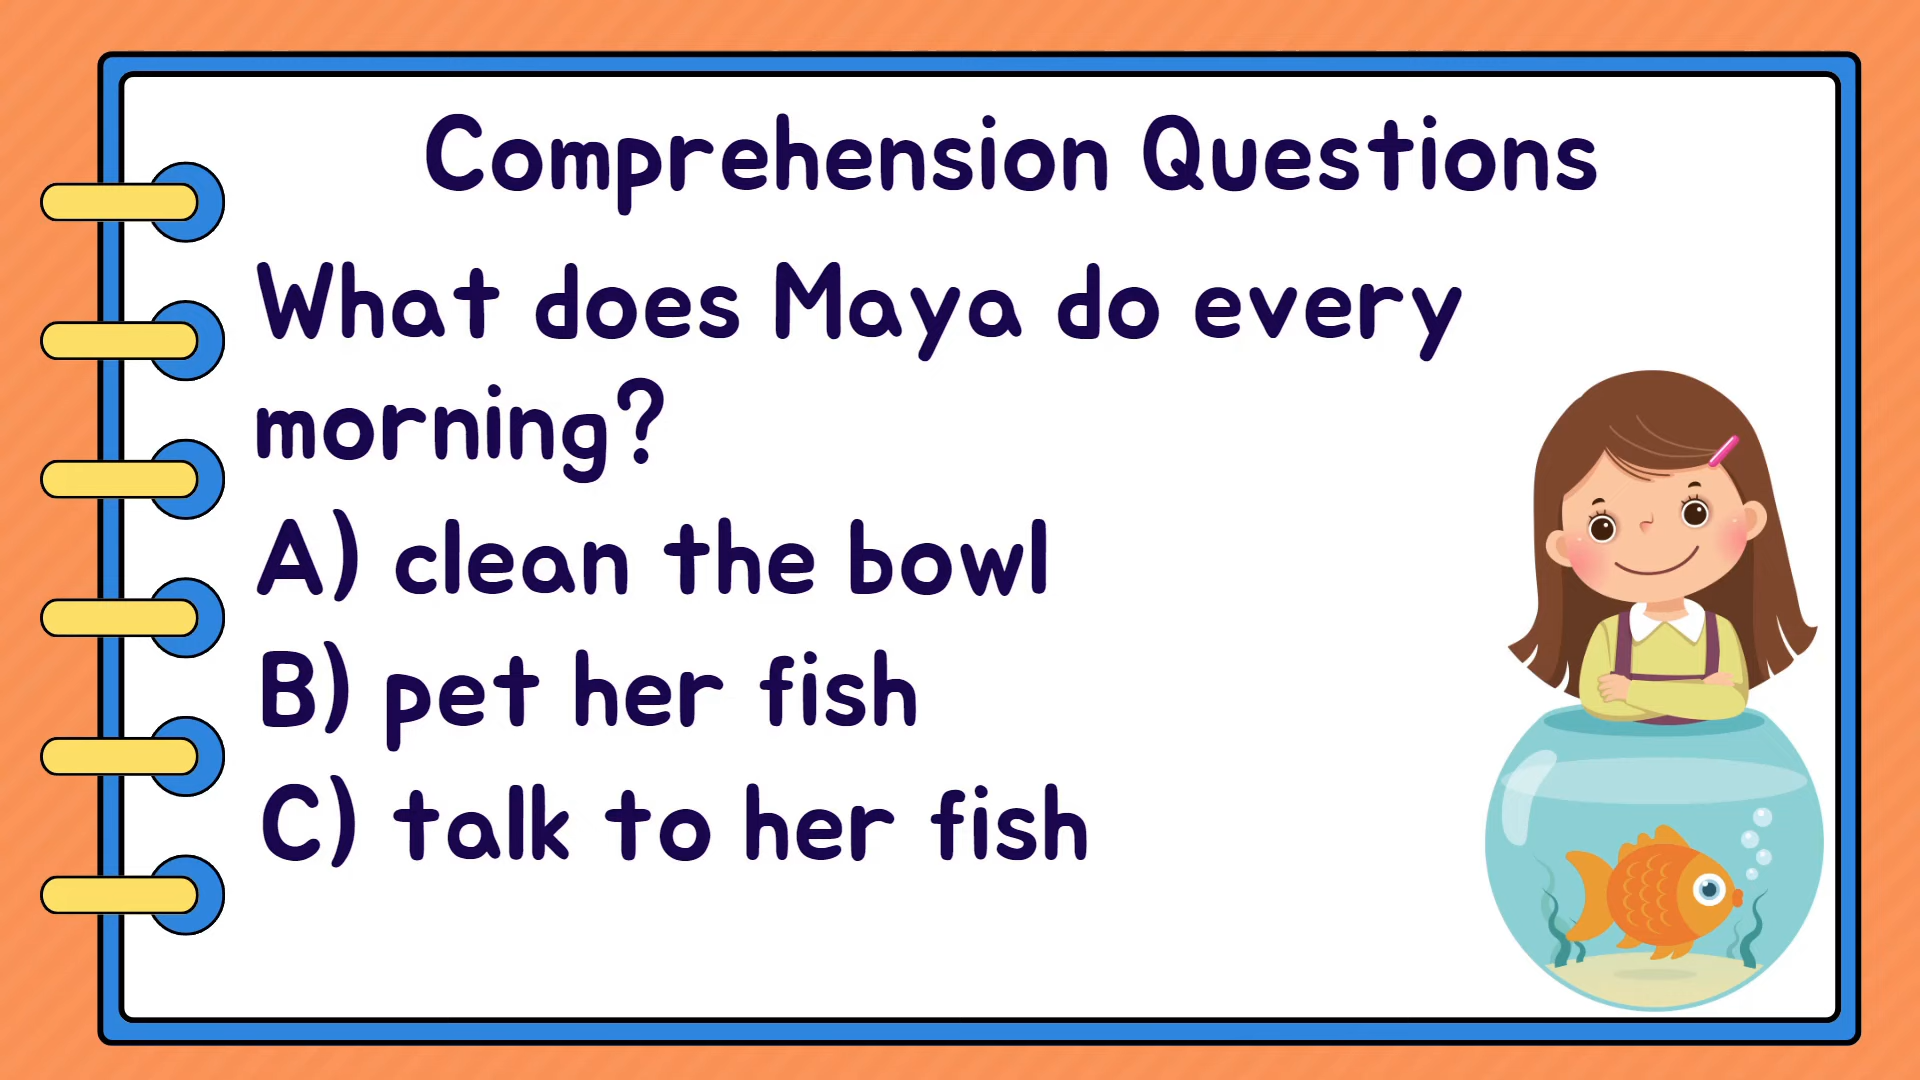 Comprehension Questions
What does Maya do every
morning?
A) clean the bowl
B) pet her fish
C) talk to her fish